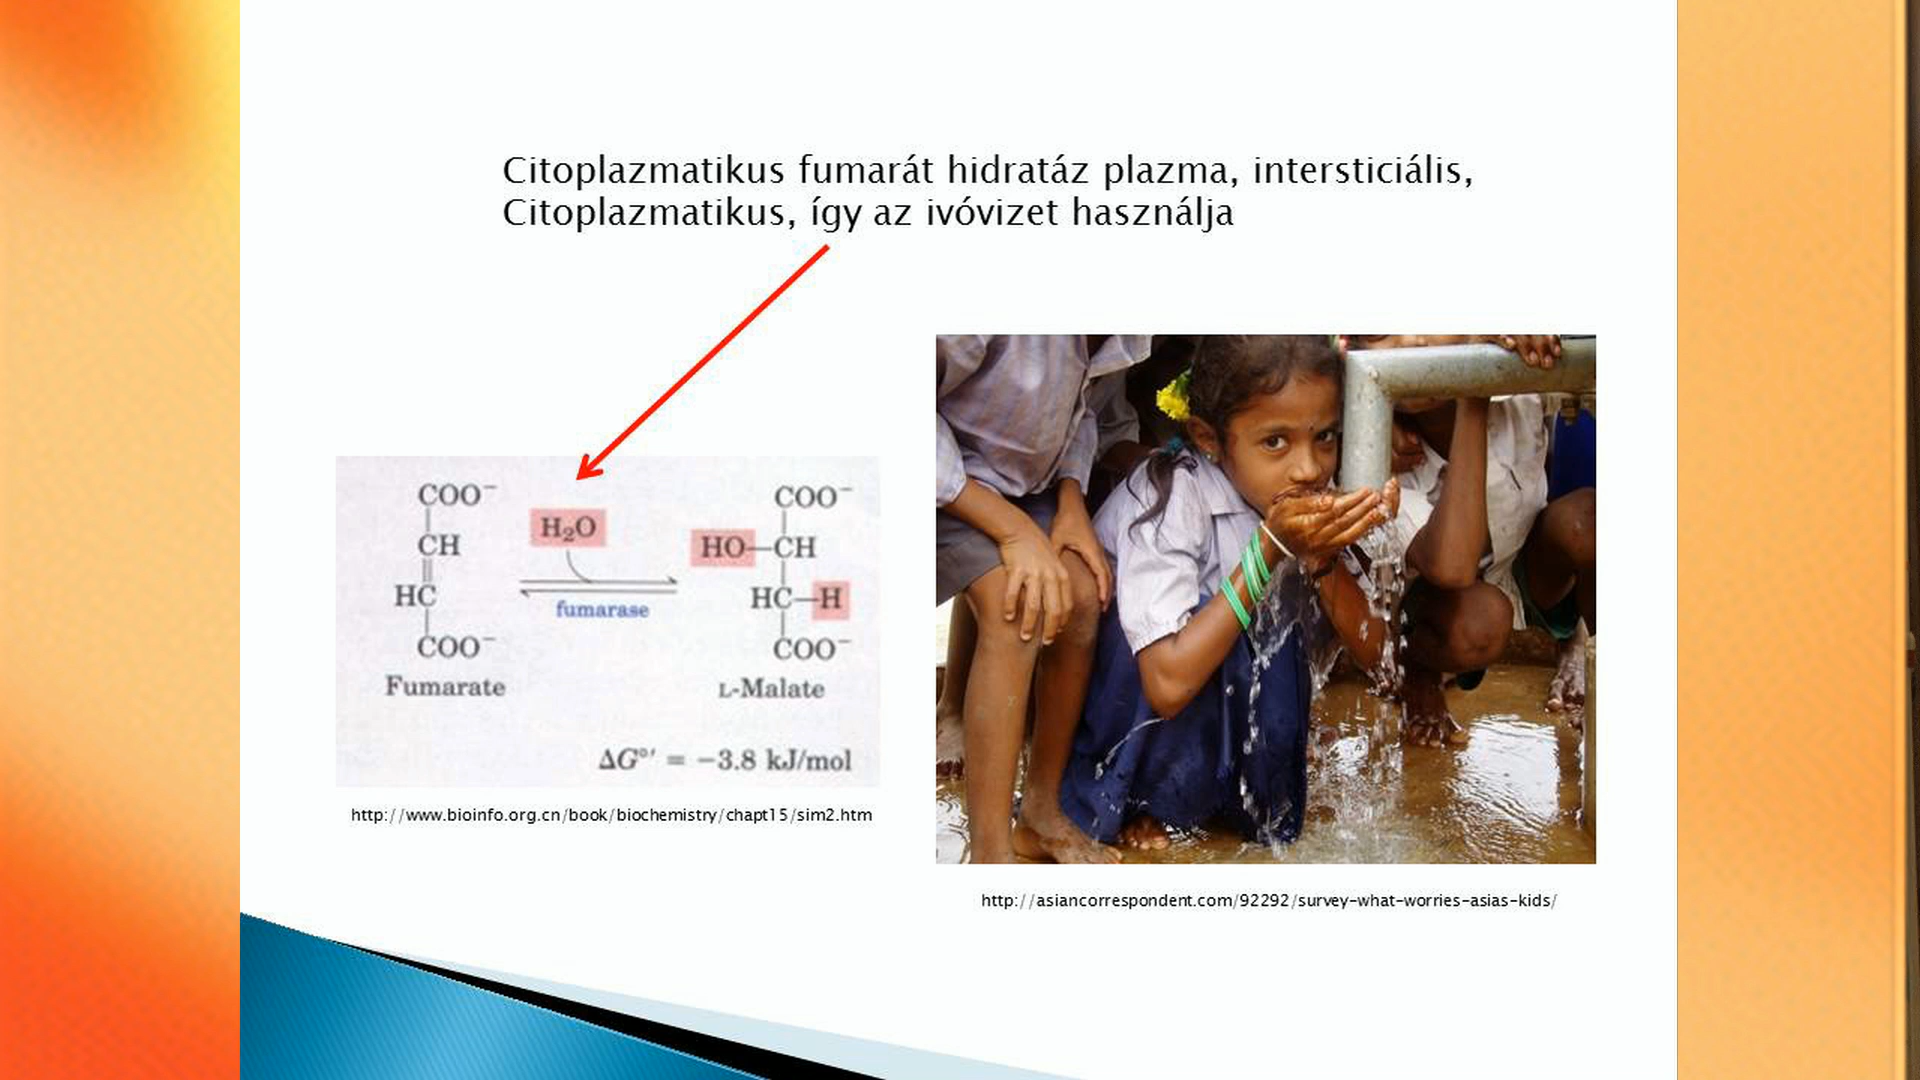 Citoplazmatikus fumarát hidratáz plazma, intersticiális,
Citoplazmatikus, így az ivóvizet használja
COO⁻
CH
HC
COO⁻
Fumarate
H₂O
fumarase
COO⁻
HO—CH
HC—H
COO⁻
L-Malate
ΔG°′ = −3.8 kJ/mol
http://www.bioinfo.org.cn/book/biochemistry/chapt15/sim2.htm
http://asiancorrespondent.com/92292/survey-what-worries-asias-kids/